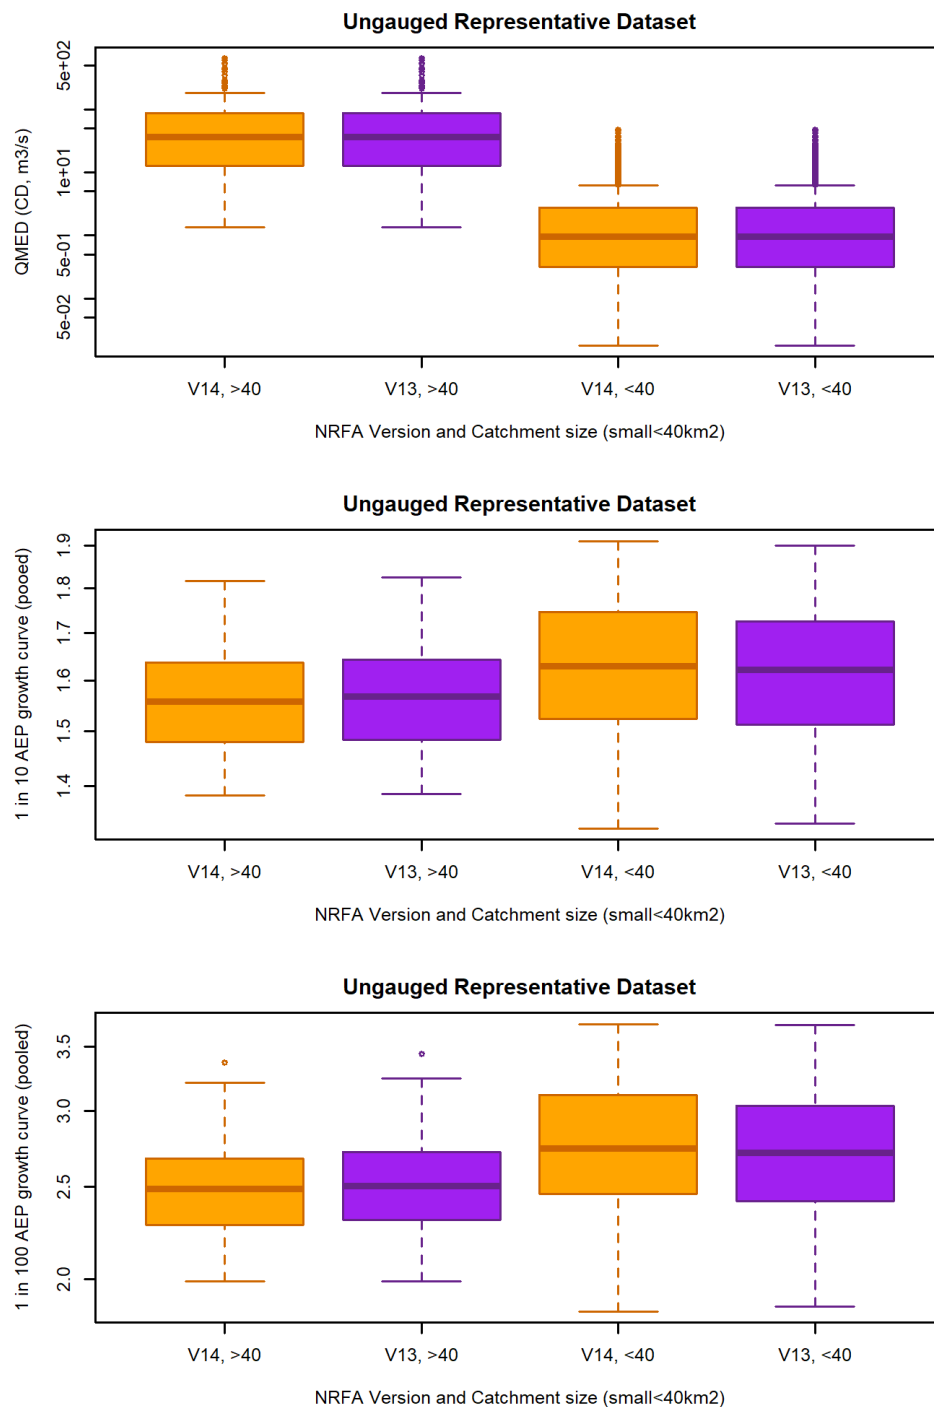 Ungauged Representative Dataset
QMED (CD, m3/s)
5e+02
1e+01
5e-01
5e-02
V14, >40
V13, >40
V14, <40
V13, <40
NRFA Version and Catchment size (small<40km2)
Ungauged Representative Dataset
1 in 10 AEP growth curve (pooed)
1.9
1.8
1.7
1.6
1.5
1.4
V14, >40
V13, >40
V14, <40
V13, <40
NRFA Version and Catchment size (small<40km2)
Ungauged Representative Dataset
1 in 100 AEP growth curve (pooled)
3.5
3.0
2.5
2.0
V14, >40
V13, >40
V14, <40
V13, <40
NRFA Version and Catchment size (small<40km2)